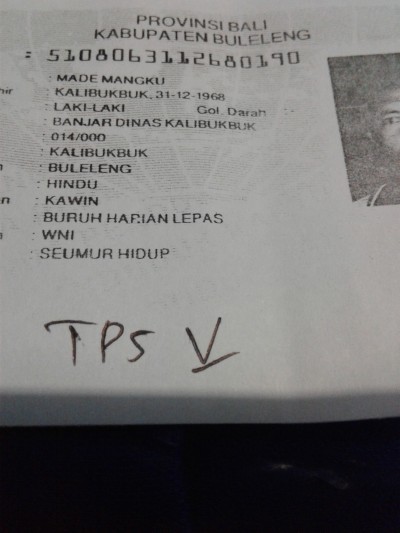 PROVINSI BALI
KABUPATEN BULELENG
: 5108063112680190
: MADE MANGKU
: KALIBUKBUK, 31-12-1968
: LAKI-LAKI Gol. Darah :-
: BANJAR DINAS KALIBUKBUK
: 014/000
: KALIBUKBUK
: BULELENG
: HINDU
: KAWIN
: BURUH HARIAN LEPAS
: WNI
: SEUMUR HIDUP
TPS V